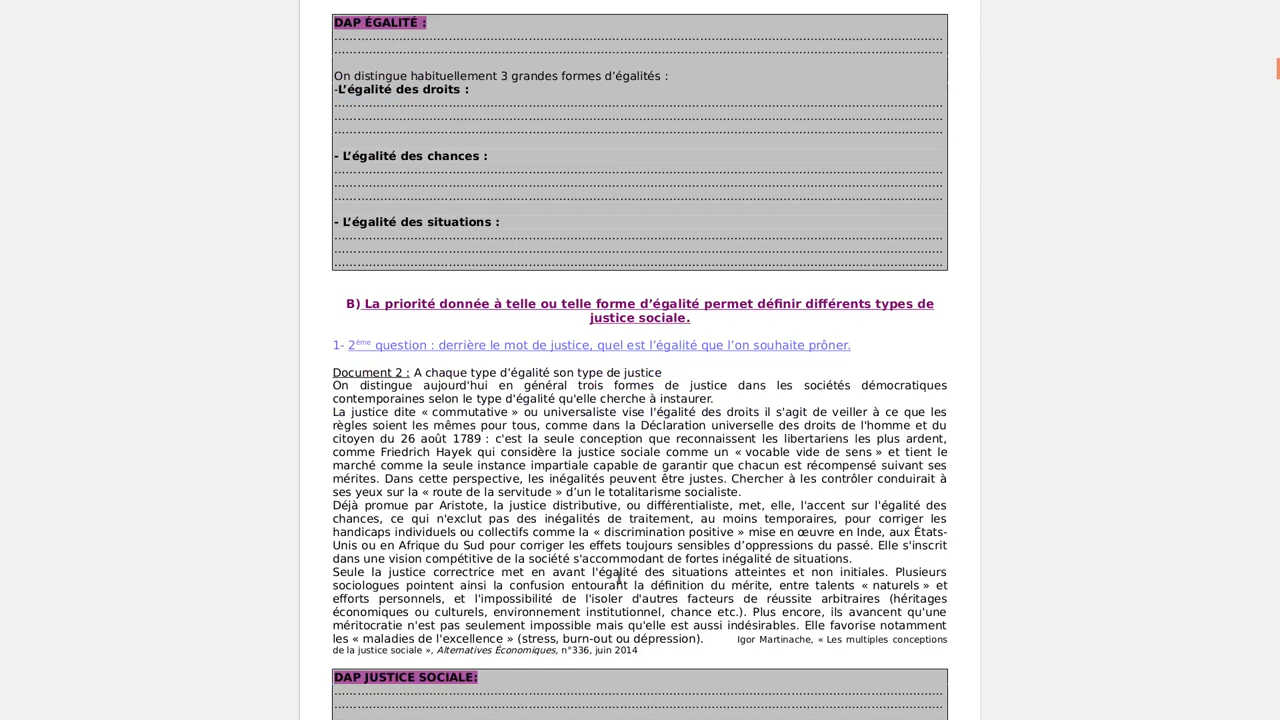 DAP ÉGALITÉ :
................................................................................................................................................................
................................................................................................................................................................
On distingue habituellement 3 grandes formes d’égalités :
-L’égalité des droits :
................................................................................................................................................................
................................................................................................................................................................
................................................................................................................................................................
- L’égalité des chances :
................................................................................................................................................................
................................................................................................................................................................
................................................................................................................................................................
- L’égalité des situations :
................................................................................................................................................................
................................................................................................................................................................
................................................................................................................................................................
B) La priorité donnée à telle ou telle forme d’égalité permet définir différents types de
justice sociale.
1- 2ème question : derrière le mot de justice, quel est l’égalité que l’on souhaite prôner.
Document 2 : A chaque type d’égalité son type de justice
On distingue aujourd'hui en général trois formes de justice dans les sociétés démocratiques
contemporaines selon le type d'égalité qu'elle cherche à instaurer.
La justice dite « commutative » ou universaliste vise l'égalité des droits il s'agit de veiller à ce que les
règles soient les mêmes pour tous, comme dans la Déclaration universelle des droits de l'homme et du
citoyen du 26 août 1789 : c'est la seule conception que reconnaissent les libertariens les plus ardent,
comme Friedrich Hayek qui considère la justice sociale comme un « vocable vide de sens » et tient le
marché comme la seule instance impartiale capable de garantir que chacun est récompensé suivant ses
mérites. Dans cette perspective, les inégalités peuvent être justes. Chercher à les contrôler conduirait à
ses yeux sur la « route de la servitude » d’un le totalitarisme socialiste.
Déjà promue par Aristote, la justice distributive, ou différentialiste, met, elle, l'accent sur l'égalité des
chances, ce qui n'exclut pas des inégalités de traitement, au moins temporaires, pour corriger les
handicaps individuels ou collectifs comme la « discrimination positive » mise en œuvre en Inde, aux États-
Unis ou en Afrique du Sud pour corriger les effets toujours sensibles d’oppressions du passé. Elle s'inscrit
dans une vision compétitive de la société s'accommodant de fortes inégalité de situations.
Seule la justice correctrice met en avant l'égalité des situations atteintes et non initiales. Plusieurs
sociologues pointent ainsi la confusion entourant la définition du mérite, entre talents « naturels » et
efforts personnels, et l'impossibilité de l'isoler d'autres facteurs de réussite arbitraires (héritages
économiques ou culturels, environnement institutionnel, chance etc.). Plus encore, ils avancent qu'une
méritocratie n'est pas seulement impossible mais qu'elle est aussi indésirables. Elle favorise notamment
les « maladies de l'excellence » (stress, burn-out ou dépression). Igor Martinache, « Les multiples conceptions
de la justice sociale », Alternatives Économiques, n°336, juin 2014
DAP JUSTICE SOCIALE:
................................................................................................................................................................
................................................................................................................................................................